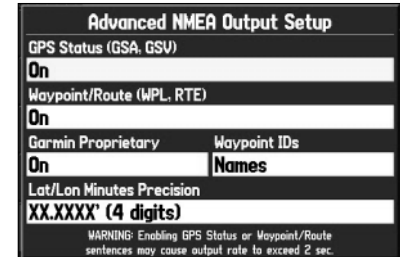 Advanced NMEA Output Setup
GPS Status (GSA, GSV)
On
Waypoint/Route (WPL, RTE)
On
Garmin Proprietary Waypoint IDs
On Names
Lat/Lon Minutes Precision
XX.XXXX' (4 digits)
WARNING: Enabling GPS Status or Waypoint/Route
sentences may cause output rate to exceed 2 sec.